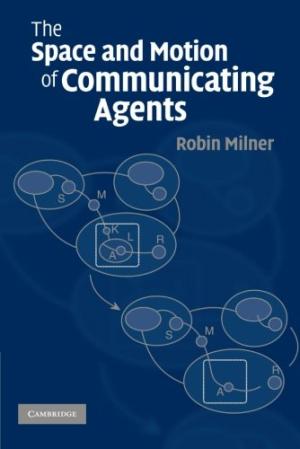 The
Space and Motion
of Communicating
Agents
Robin Milner
S
M
K
L
A
R
S
M
A
R
CAMBRIDGE